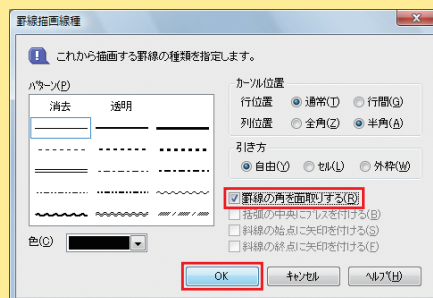 罫線描画線種
これから描画する罫線の種類を指定します。
パターン(P)
消去 透明
カーソル位置
行位置 通常(T) 行間(G)
列位置 全角(Z) 半角(A)
引き方
自由(Y) セル(L) 外枠(W)
罫線の角を面取りする(R)
括弧の中央にブレスを付ける(B)
斜線の始点に矢印を付ける(S)
斜線の終点に矢印を付ける(E)
色(C)
OK キャンセル ヘルプ(H)